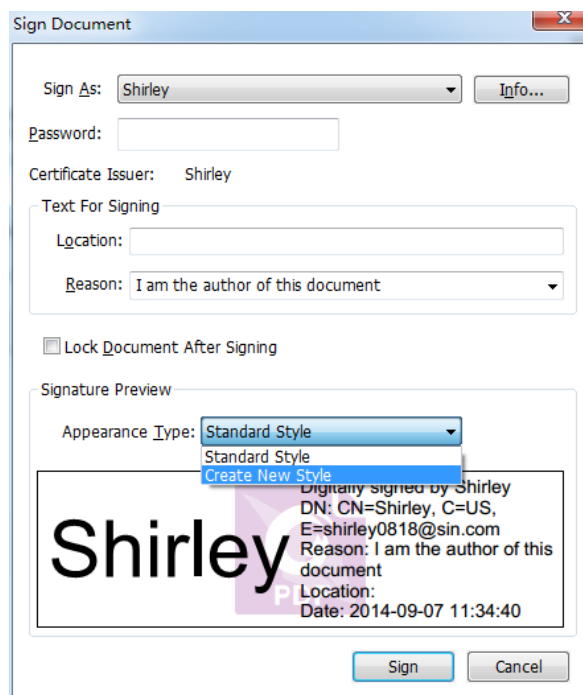 Sign Document
X
Sign As: Shirley Info...
Password:
Certificate Issuer: Shirley
Text For Signing
Location:
Reason: I am the author of this document
Lock Document After Signing
Signature Preview
Appearance Type: Standard Style
Standard Style
Create New Style
Shirley
Digitally signed by Shirley
DN: CN=Shirley, C=US,
E=shirley0818@sin.com
Reason: I am the author of this
document
Location:
Date: 2014-09-07 11:34:40
PDF
Sign Cancel